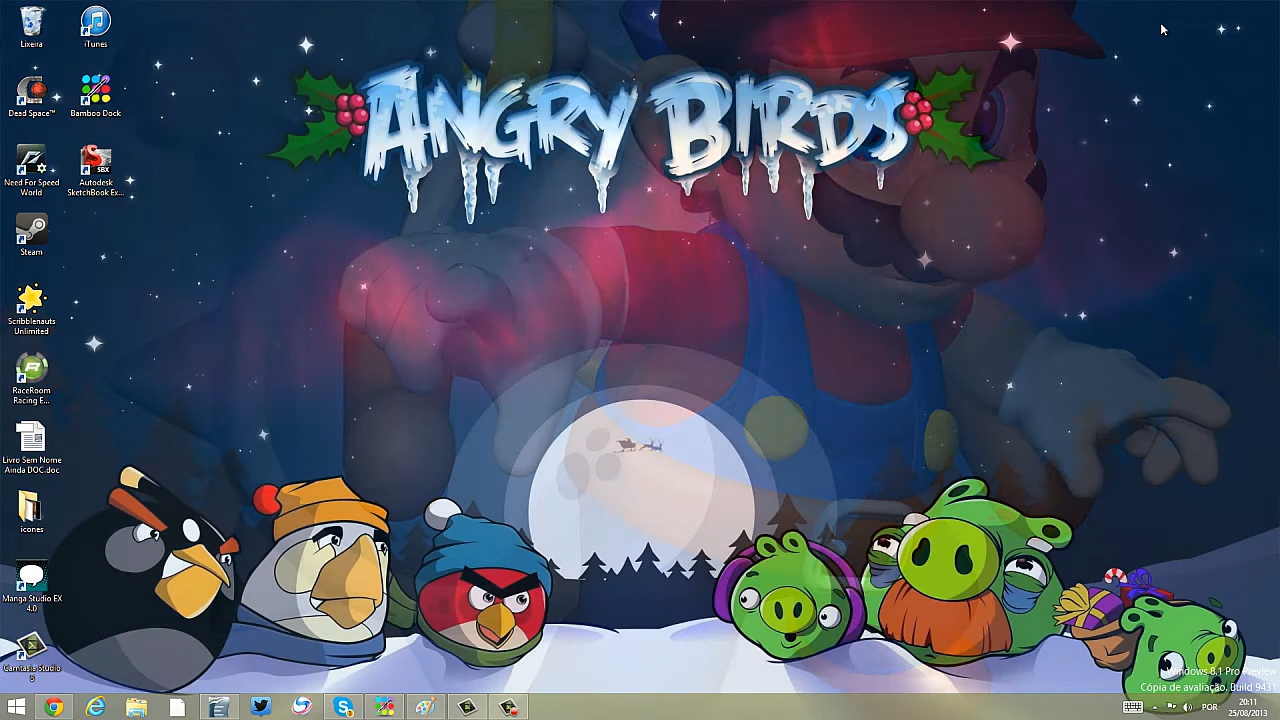 Lixeira
iTunes
Dead Space™
Bamboo Dock
Need For Speed
World
Autodesk
SketchBook Ex...
SBX
Steam
Scribblenauts
Unlimited
RaceRoom
Racing E...
Livro Sem Nome
Ainda DOC.doc
icones
Manga Studio EX
4.0
Camtasia Studio
8
ANGRY BIRDS
Windows 8.1 Pro Preview
Cópia de avaliação. Build 9431
POR
20:11
25/08/2013